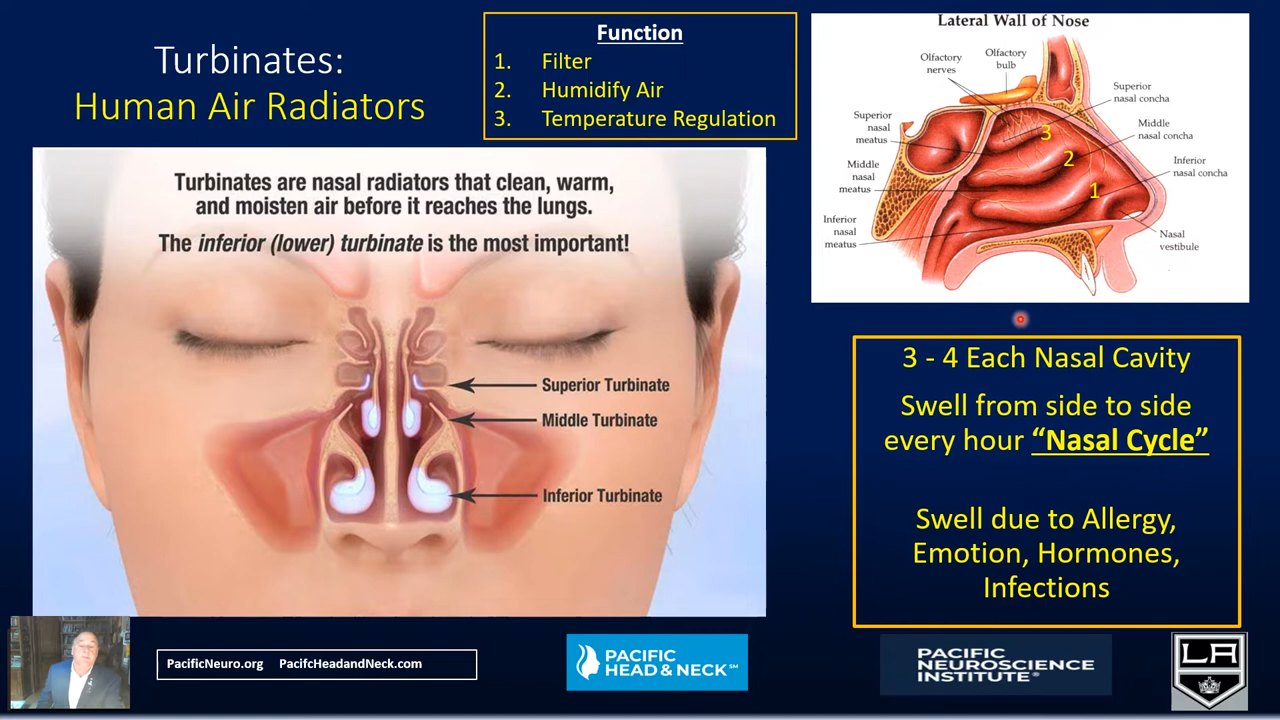 Turbinates:
Human Air Radiators
Function
1. Filter
2. Humidify Air
3. Temperature Regulation
Turbinates are nasal radiators that clean, warm,
and moisten air before it reaches the lungs.
The inferior (lower) turbinate is the most important!
Superior Turbinate
Middle Turbinate
Inferior Turbinate
Lateral Wall of Nose
Olfactory
nerves
Olfactory
bulb
Superior
nasal concha
Middle
nasal concha
Inferior
nasal concha
Superior
nasal
meatus
Middle
nasal
meatus
Inferior
nasal
meatus
Nasal
vestibule
3
2
1
3 - 4 Each Nasal Cavity
Swell from side to side
every hour “Nasal Cycle”
Swell due to Allergy,
Emotion, Hormones,
Infections
PacificNeuro.org PacifcHeadandNeck.com
PACIFIC
HEAD & NECK SM
PACIFIC
NEUROSCIENCE
INSTITUTE®
LA